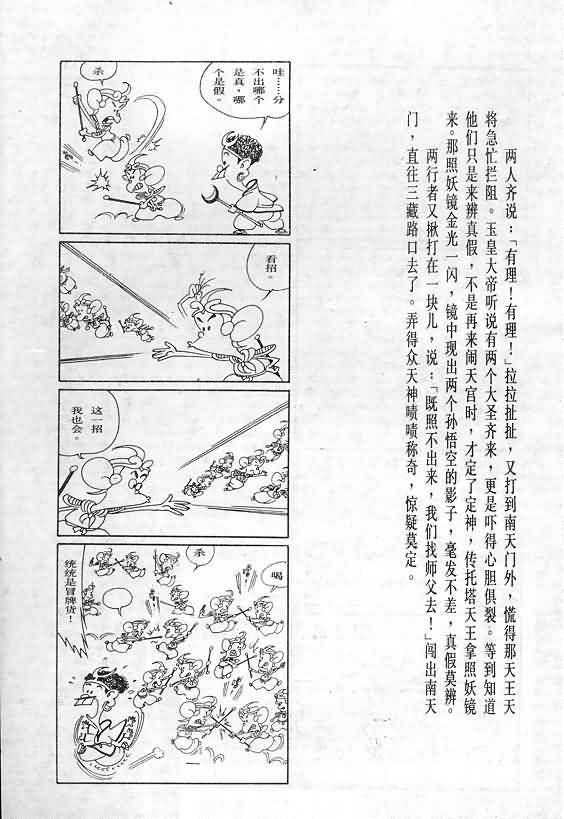 两人齐说:「有理!有理!」拉拉扯扯,又打到南天门外,慌得那天王天
将急忙拦阻。玉皇大帝听说有两个大圣齐来,更是吓得心胆俱裂。等到知道
他们只是来辨真假,不是再来闹天宫时,才定了定神,传托塔天王拿照妖镜
来。那照妖镜金光一闪,镜中现出两个孙悟空的影子,毫发不差,真假莫辨。
两行者又揪打在一块儿,说:「既照不出来,我们找师父去!」闯出南天
门,直往三藏路口去了。弄得众天神啧啧称奇,惊疑莫定。
哇……分
不出哪个
是真,哪
个是假。
杀
看招。
这一招
我也会。
喝
杀
统统是冒牌货!